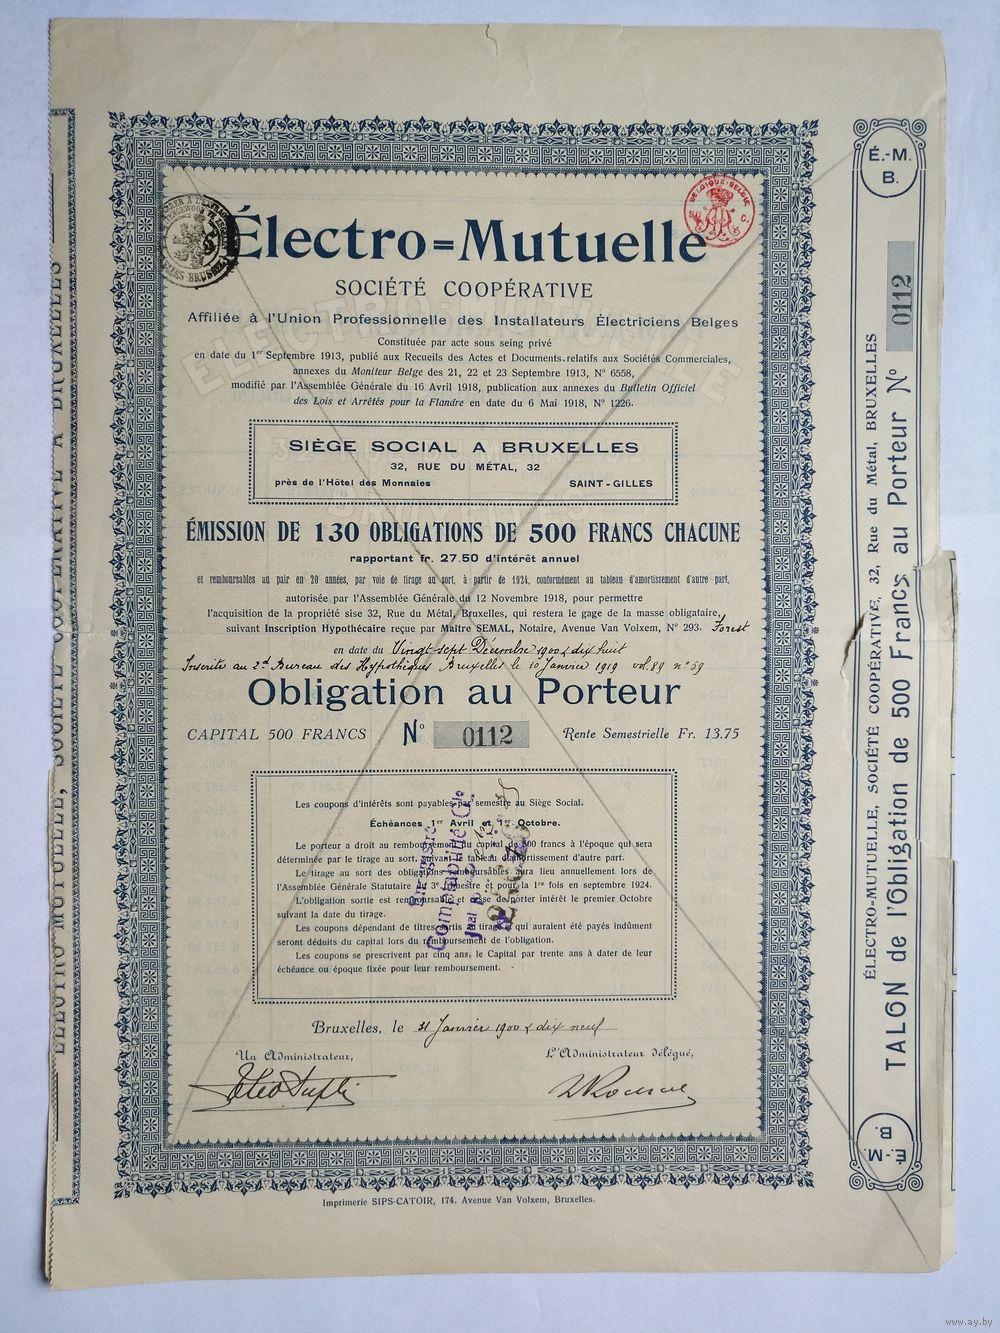 Électro=Mutuelle
SOCIÉTÉ COOPÉRATIVE
Affiliée à l'Union Professionnelle des Installateurs Électriciens Belges
Constituée par acte sous seing privé
en date du 1er Septembre 1913, publié aux Recueils des Actes et Documents relatifs aux Sociétés Commerciales,
annexes du Moniteur Belge des 21, 22 et 23 Septembre 1913, N° 6558,
modifié par l'Assemblée Générale du 16 Avril 1918, publication aux annexes du Bulletin Officiel
des Lois et Arrêtés pour la Flandre en date du 6 Mai 1918, N° 1226.
SIÈGE SOCIAL A BRUXELLES
32, RUE DU MÉTAL, 32
près de l'Hôtel des Monnaies SAINT-GILLES
ÉMISSION DE 130 OBLIGATIONS DE 500 FRANCS CHACUNE
rapportant fr. 27.50 d'intérêt annuel
et remboursables au pair en 20 années, par voie de tirage au sort, à partir de 1924, conformément au tableau d'amortissement d'autre part,
autorisée par l'Assemblée Générale du 12 Novembre 1918, pour permettre
l'acquisition de la propriété sise 32, Rue du Métal, Bruxelles, qui restera le gage de la masse obligataire,
suivant Inscription Hypothécaire reçue par Maître SEMAL, Notaire, Avenue Van Volxem, N° 293. Forest
en date du Vingt sept Décembre 1900 & dix huit
Inscrite au 2d Bureau des Hypothèques Bruxelles le 10 Janvier 1919 vol. 89 n° 59
Obligation au Porteur
CAPITAL 500 FRANCS N° 0112 Rente Semestrielle Fr. 13.75
Les coupons d'intérêts sont payables par semestre au Siège Social.
Échéances 1er Avril et 1er Octobre.
Le porteur a droit au remboursement du capital de 500 francs à l'époque qui sera
déterminée par le tirage au sort, suivant le tableau d'amortissement d'autre part.
Le tirage au sort des obligations remboursables aura lieu annuellement lors de
l'Assemblée Générale Statutaire du 3e trimestre et pour la 1re fois en septembre 1924.
L'obligation sortie est remboursable et cesse de porter intérêt le premier Octobre
suivant la date du tirage.
Les coupons dépendant de titres sortis au tirage et qui auraient été payés indûment
seront déduits du capital lors du remboursement de l'obligation.
Les coupons se prescrivent par cinq ans, le Capital par trente ans à dater de leur
échéance ou époque fixée pour leur remboursement.
Enregistré
Comptabilité Cle
Bruxelles, le 31 Janvier 1900 & dix neuf
Un Administrateur, L'Administrateur délégué,
Imprimerie SIPS-CATOIR, 174, Avenue Van Volxem, Bruxelles.
BELGIQUE-BELGIË
50 C.
É.-M.
B.
ÉLECTRO-MUTUELLE, SOCIÉTÉ COOPÉRATIVE, 32, Rue du Métal, BRUXELLES
TALON de l'Obligation de 500 Francs au Porteur N° 0112
É.-M.
B.
ÉLECTRO-MUTUELLE, SOCIÉTÉ COOPÉRATIVE A BRUXELLES
www.ay.by